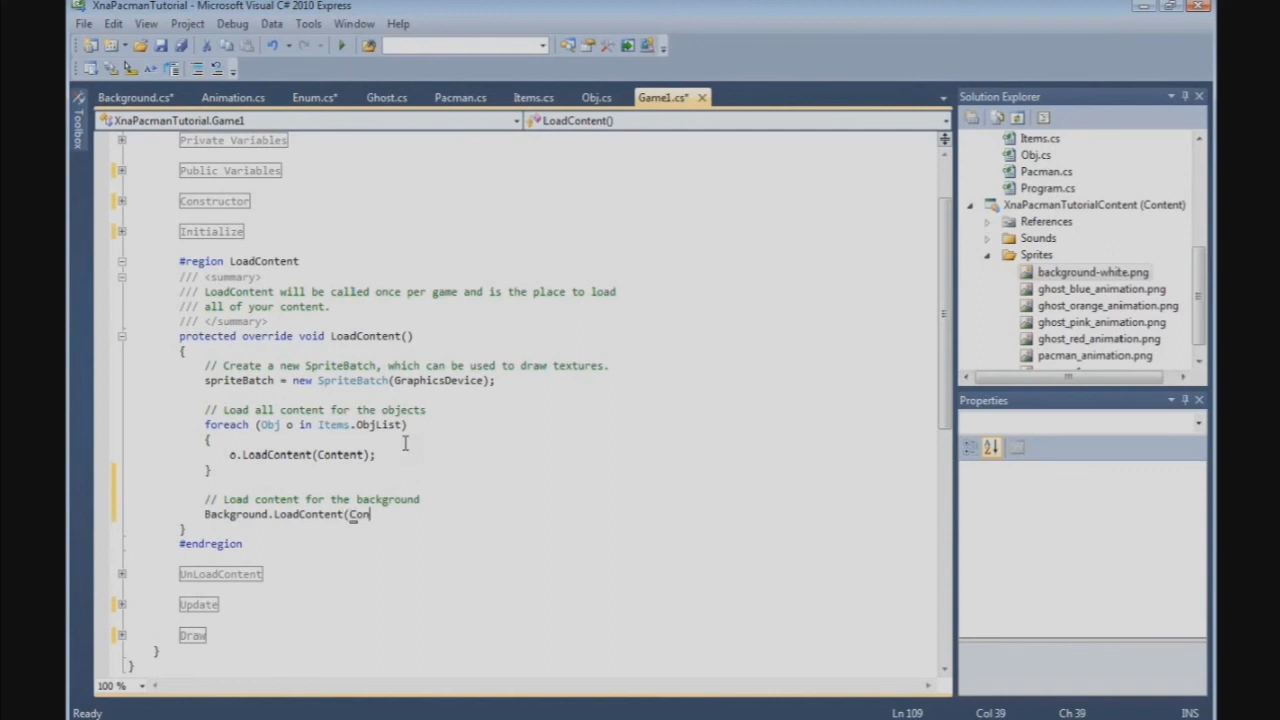 XnaPacmanTutorial - Microsoft Visual C# 2010 Express
File Edit View Project Debug Data Tools Window Help
Background.cs* Animation.cs Enum.cs* Ghost.cs Pacman.cs Items.cs Obj.cs Game1.cs*
XnaPacmanTutorial.Game1 LoadContent()
Toolbox
Private Variables
Public Variables
Constructor
Initialize
#region LoadContent
/// <summary>
/// LoadContent will be called once per game and is the place to load
/// all of your content.
/// </summary>
protected override void LoadContent()
{
// Create a new SpriteBatch, which can be used to draw textures.
spriteBatch = new SpriteBatch(GraphicsDevice);
// Load all content for the objects
foreach (Obj o in Items.ObjList)
{
o.LoadContent(Content);
}
// Load content for the background
Background.LoadContent(Con
}
#endregion
UnLoadContent
Update
Draw
}
}
100 %
Solution Explorer
Items.cs
Obj.cs
Pacman.cs
Program.cs
XnaPacmanTutorialContent (Content)
References
Sounds
Sprites
background-white.png
ghost_blue_animation.png
ghost_orange_animation.png
ghost_pink_animation.png
ghost_red_animation.png
pacman_animation.png
Properties
Ready Ln 109 Col 39 Ch 39 INS